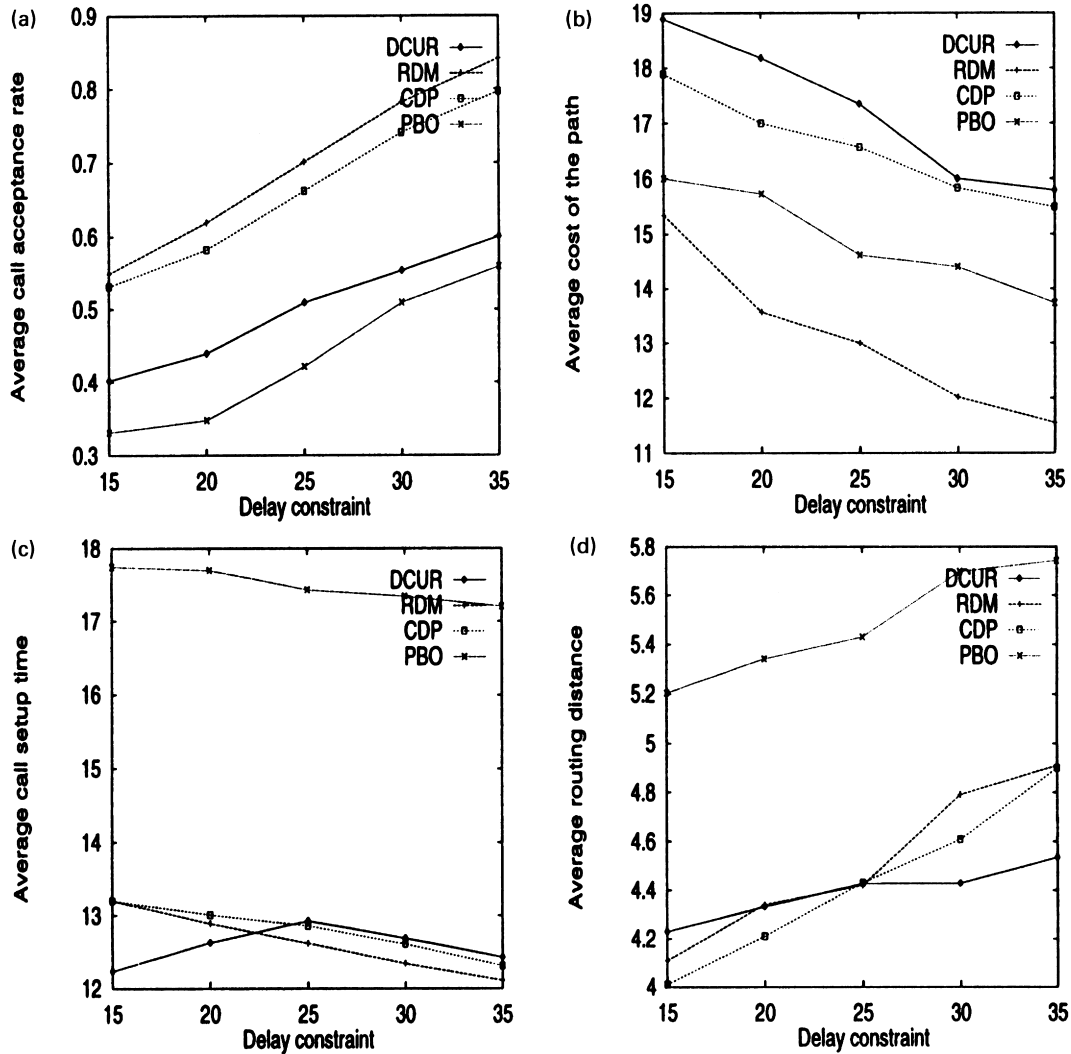 (a)
Average call acceptance rate
0.9
0.8
0.7
0.6
0.5
0.4
0.3
DCUR
RDM
CDP
PBO
15 20 25 30 35
Delay constraint
(b)
Average cost of the path
19
18
17
16
15
14
13
12
11
DCUR
RDM
CDP
PBO
15 20 25 30 35
Delay constraint
(c)
Average call setup time
18
17
16
15
14
13
12
DCUR
RDM
CDP
PBO
15 20 25 30 35
Delay constraint
(d)
Average routing distance
5.8
5.6
5.4
5.2
5
4.8
4.6
4.4
4.2
4
DCUR
RDM
CDP
PBO
15 20 25 30 35
Delay constraint